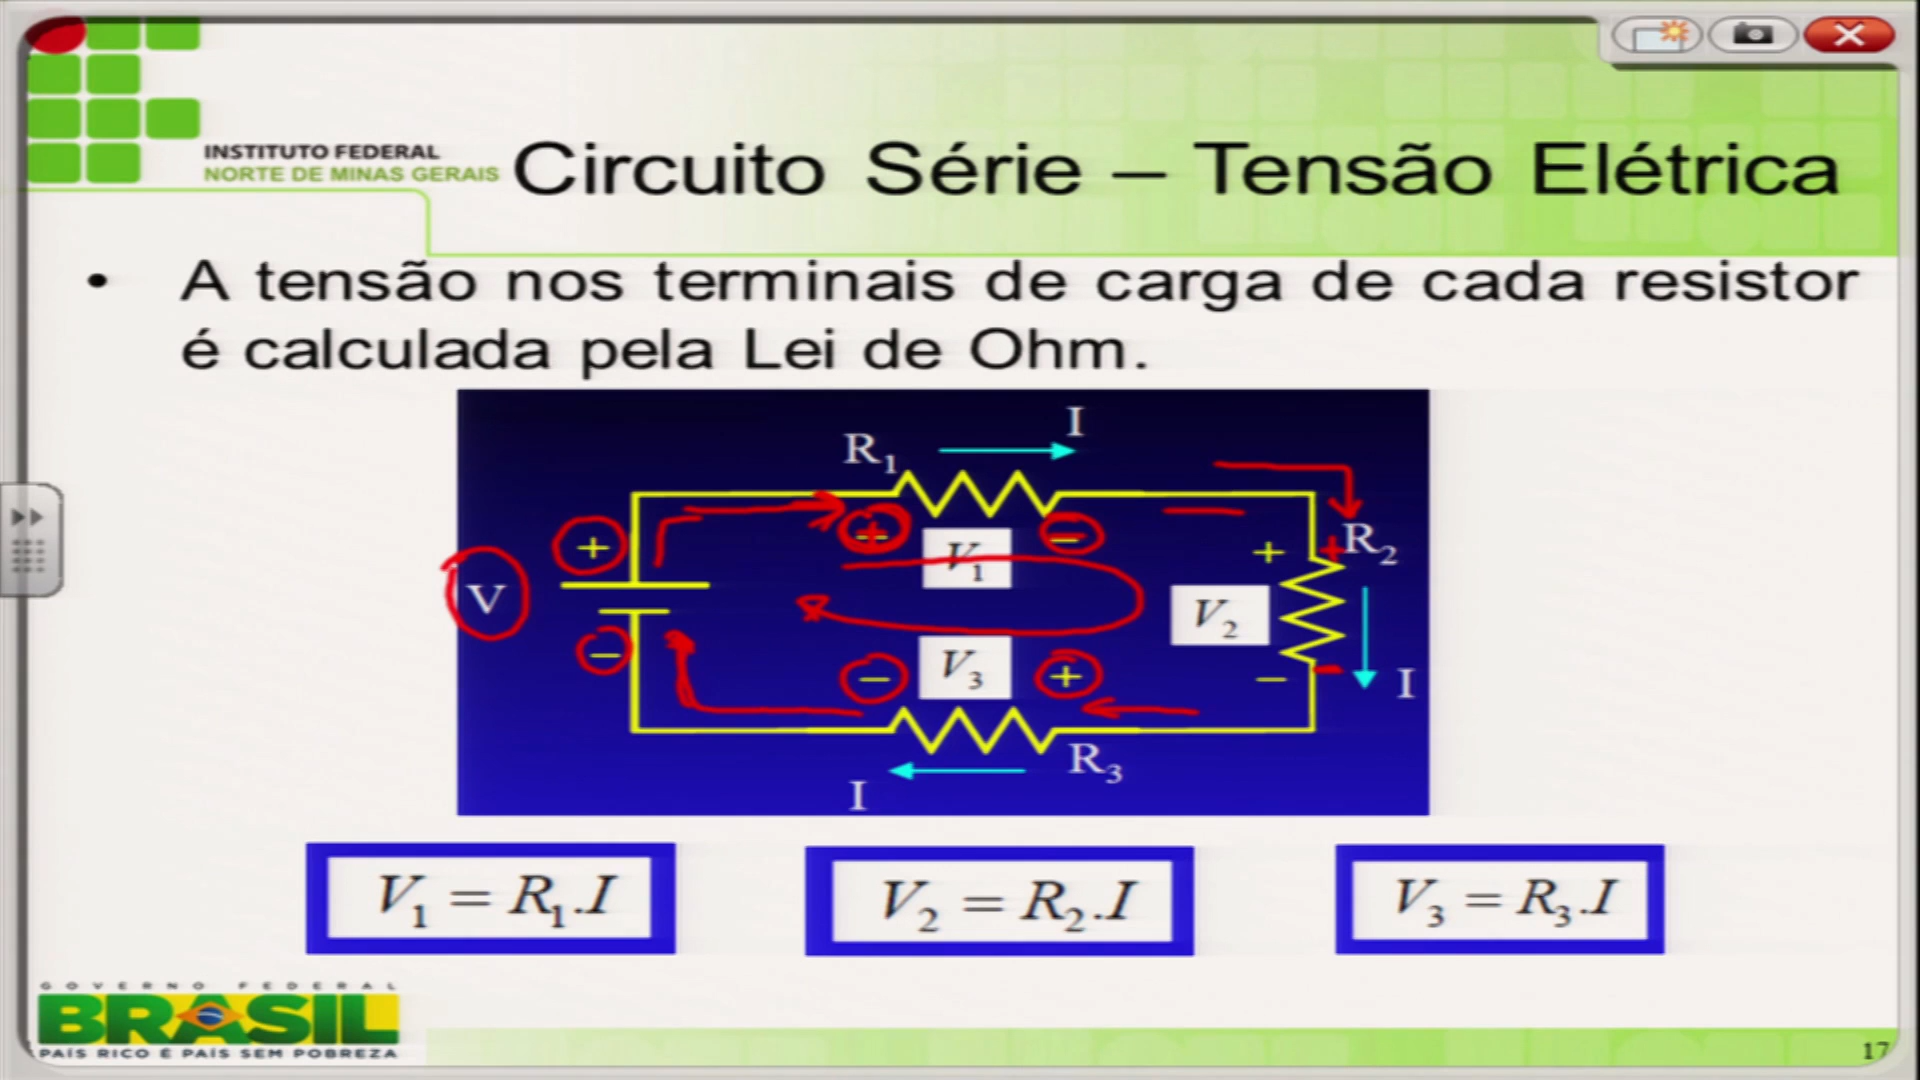 INSTITUTO FEDERAL
NORTE DE MINAS GERAIS
Circuito Série – Tensão Elétrica
• A tensão nos terminais de carga de cada resistor
é calculada pela Lei de Ohm.
I
R1
+ + - 
V1
V
+ + R2
V2
- V3 + - -
I
R3
I
V1 = R1.I
V2 = R2.I
V3 = R3.I
GOVERNO FEDERAL
BRASIL
PAÍS RICO É PAÍS SEM POBREZA
17